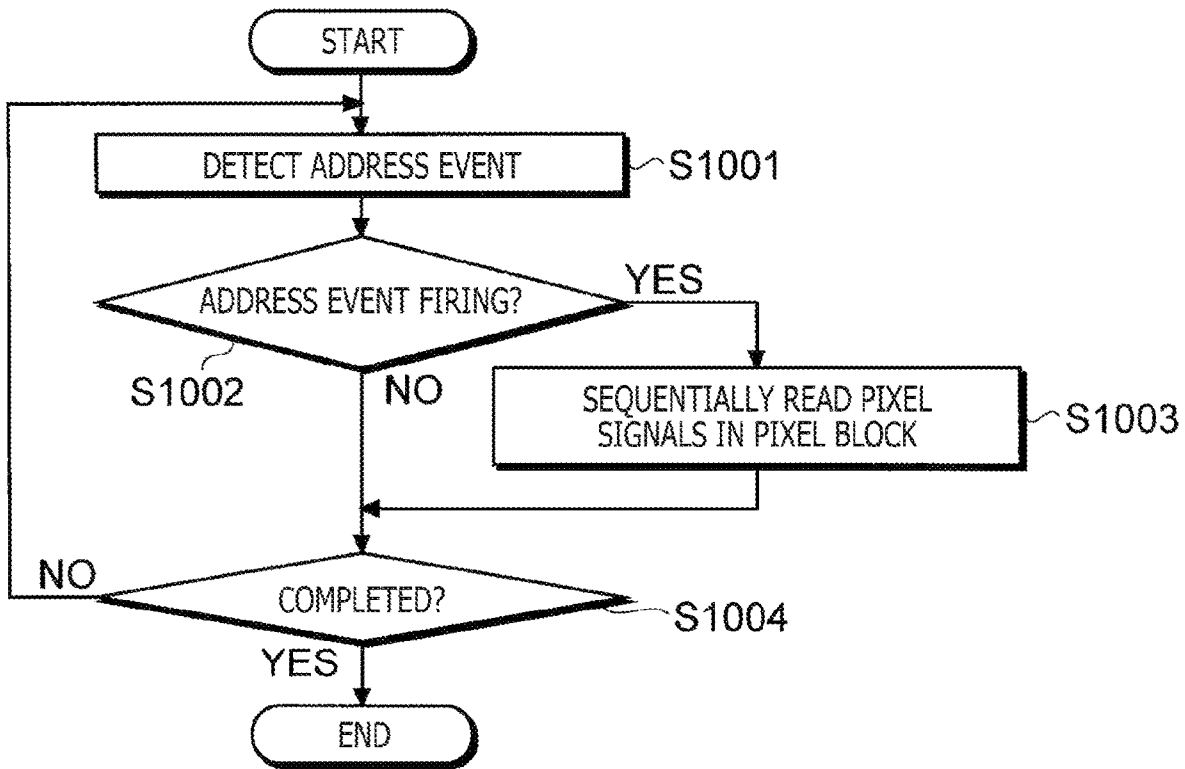 START
DETECT ADDRESS EVENT
S1001
ADDRESS EVENT FIRING?
YES
S1002
NO
SEQUENTIALLY READ PIXEL
SIGNALS IN PIXEL BLOCK
S1003
NO
COMPLETED?
S1004
YES
END